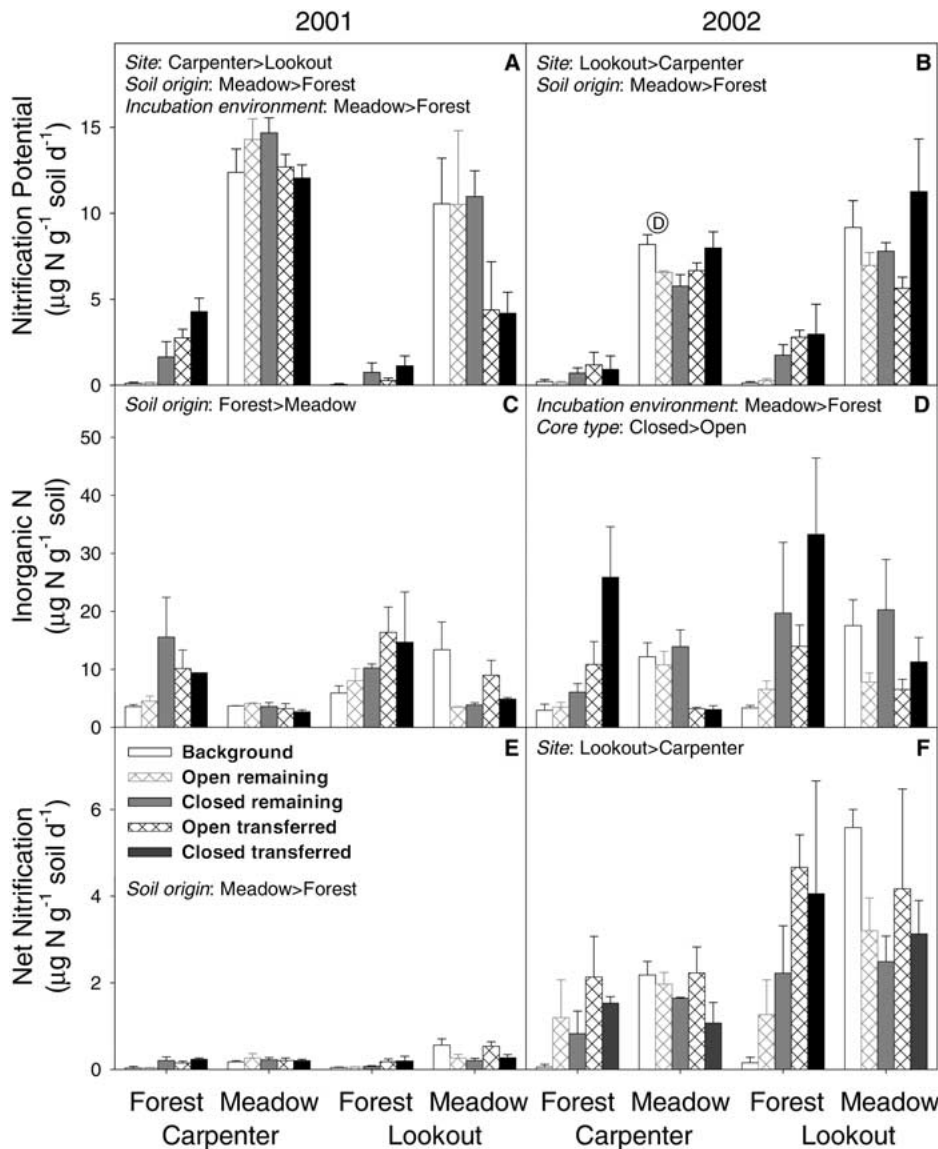 2001
2002
Site: Carpenter>Lookout
A
Soil origin: Meadow>Forest
Incubation environment: Meadow>Forest
Site: Lookout>Carpenter
B
Soil origin: Meadow>Forest
Nitrification Potential
(µg N g⁻¹ soil d⁻¹)
15
10
5
0
D
Soil origin: Forest>Meadow
C
Incubation environment: Meadow>Forest
D
Core type: Closed>Open
Inorganic N
(µg N g⁻¹ soil)
50
40
30
20
10
0
Background
E
Open remaining
Closed remaining
Open transferred
Closed transferred
Soil origin: Meadow>Forest
Site: Lookout>Carpenter
F
Net Nitrification
(µg N g⁻¹ soil d⁻¹)
6
4
2
0
Forest Meadow Forest Meadow Forest Meadow Forest Meadow
Carpenter Lookout Carpenter Lookout